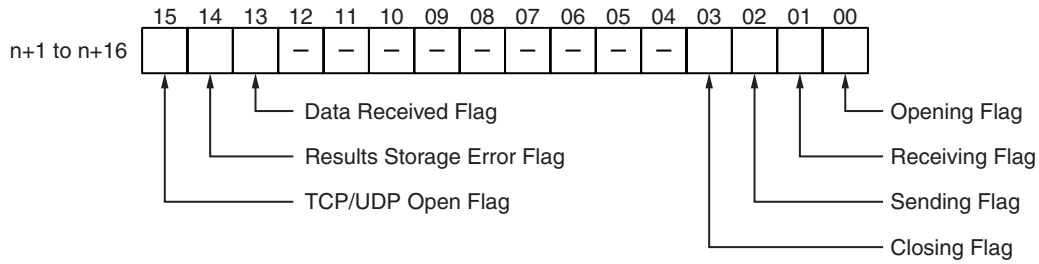 15 14 13 12 11 10 09 08 07 06 05 04 03 02 01 00
n+1 to n+16 – – – – – – – – –
Data Received Flag Opening Flag
Results Storage Error Flag Receiving Flag
TCP/UDP Open Flag Sending Flag
Closing Flag